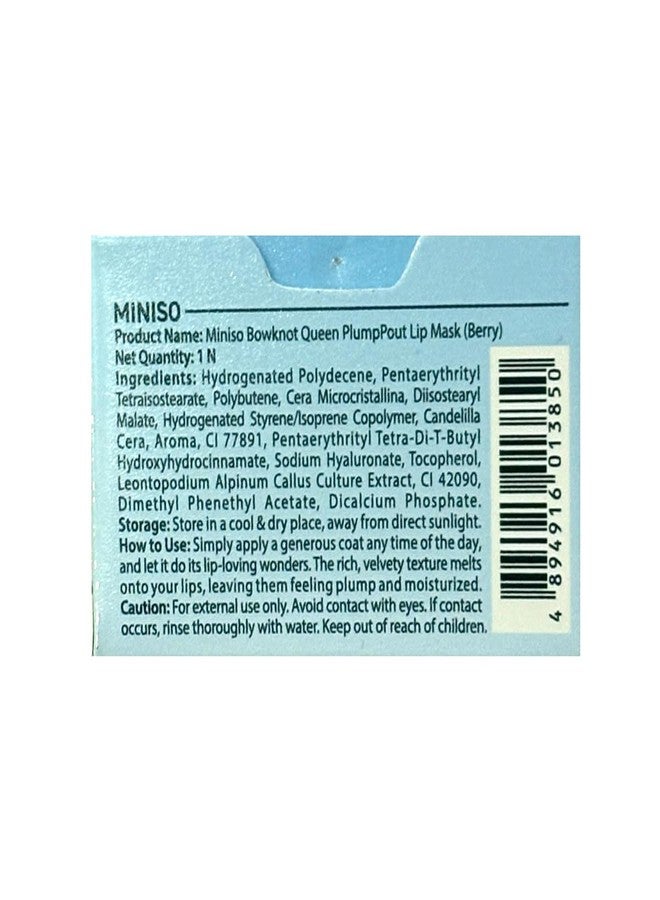 MINISO
Product Name: Miniso Bowknot Queen PlumpPout Lip Mask (Berry)
Net Quantity: 1 N
Ingredients: Hydrogenated Polydecene, Pentaerythrityl
Tetraisostearate, Polybutene, Cera Microcristallina, Diisostearyl
Malate, Hydrogenated Styrene/Isoprene Copolymer, Candelilla
Cera, Aroma, CI 77891, Pentaerythrityl Tetra-Di-T-Butyl
Hydroxyhydrocinnamate, Sodium Hyaluronate, Tocopherol,
Leontopodium Alpinum Callus Culture Extract, CI 42090,
Dimethyl Phenethyl Acetate, Dicalcium Phosphate.
Storage: Store in a cool & dry place, away from direct sunlight.
How to Use: Simply apply a generous coat any time of the day,
and let it do its lip-loving wonders. The rich, velvety texture melts
onto your lips, leaving them feeling plump and moisturized.
Caution: For external use only. Avoid contact with eyes. If contact
occurs, rinse thoroughly with water. Keep out of reach of children.
4 894916 013850